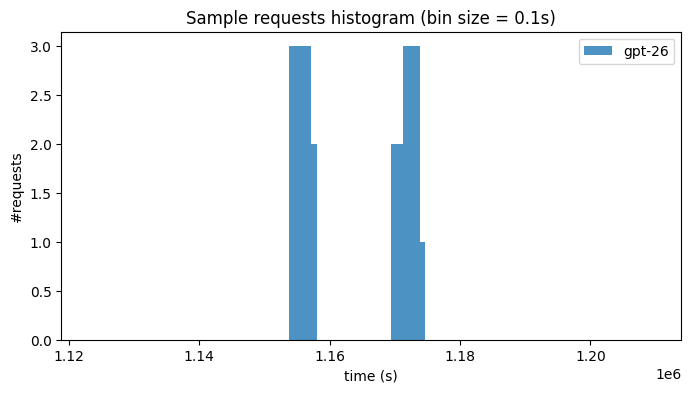 Sample requests histogram (bin size = 0.1s)
gpt-26
3.0
2.5
2.0
1.5
1.0
0.5
0.0
#requests
1.12 1.14 1.16 1.18 1.20
1e6
time (s)